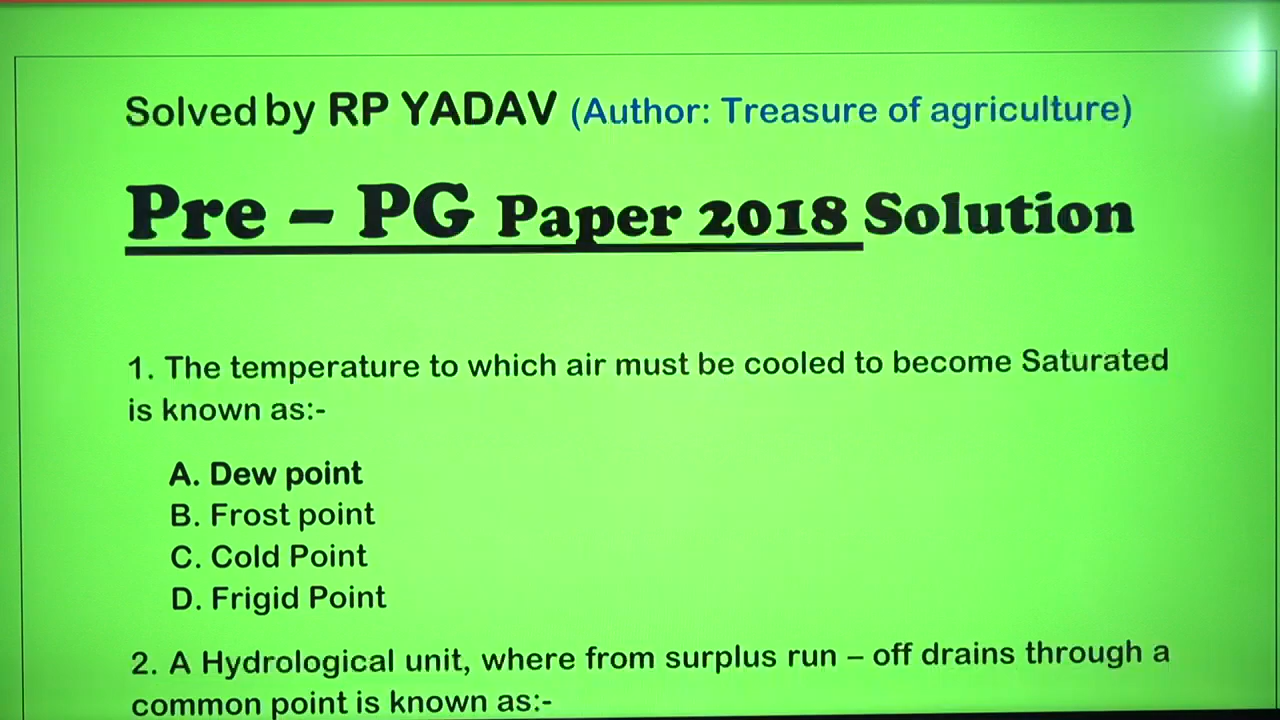 Solved by RP YADAV (Author: Treasure of agriculture)
Pre – PG Paper 2018 Solution
1. The temperature to which air must be cooled to become Saturated
is known as:-
A. Dew point
B. Frost point
C. Cold Point
D. Frigid Point
2. A Hydrological unit, where from surplus run – off drains through a
common point is known as:-